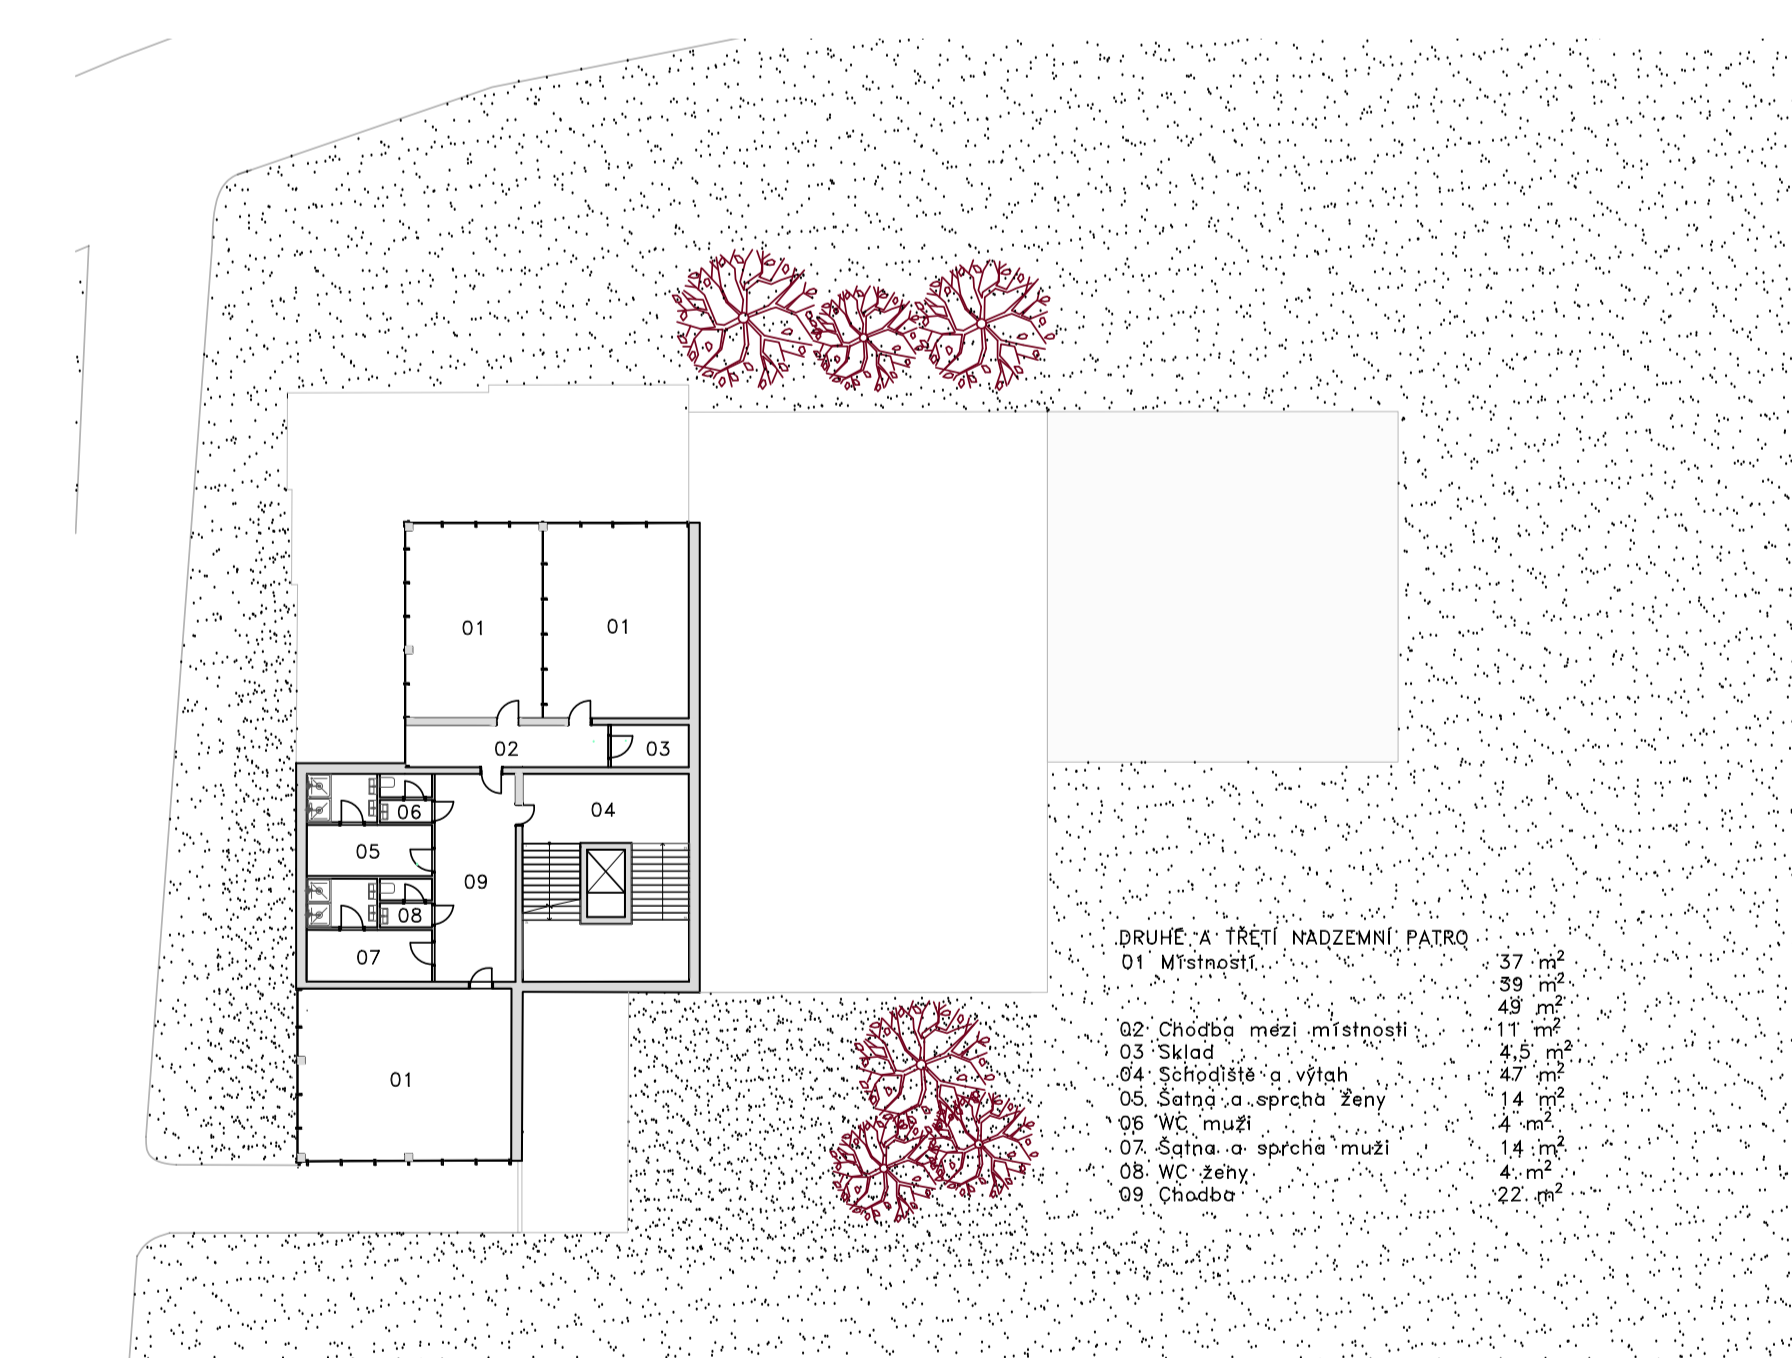 01 01
02 03
04
06
05
09
08
07
01
DRUHÉ A TŘETÍ NADZEMNÍ PATRO
01 Místností 37 m²
39 m²
49 m²
02 Chodba mezi místnosti 11 m²
03 Sklad 4,5 m²
04 Schodiště a výtah 47 m²
05 Šatna a sprcha ženy 14 m²
06 WC muži 4 m²
07 Šatna a sprcha muži 14 m²
08 WC ženy 4 m²
09 Chodba 22 m²